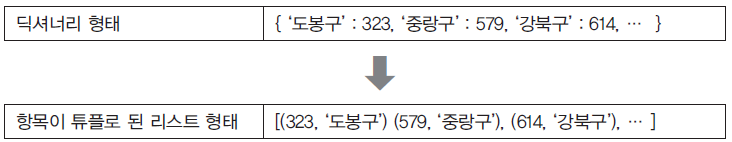 딕셔너리 형태 { ‘도봉구’ : 323, ‘중랑구’ : 579, ‘강북구’ : 614, … }
항목이 튜플로 된 리스트 형태 [(323, ‘도봉구’) (579, ‘중랑구’), (614, ‘강북구’), … ]